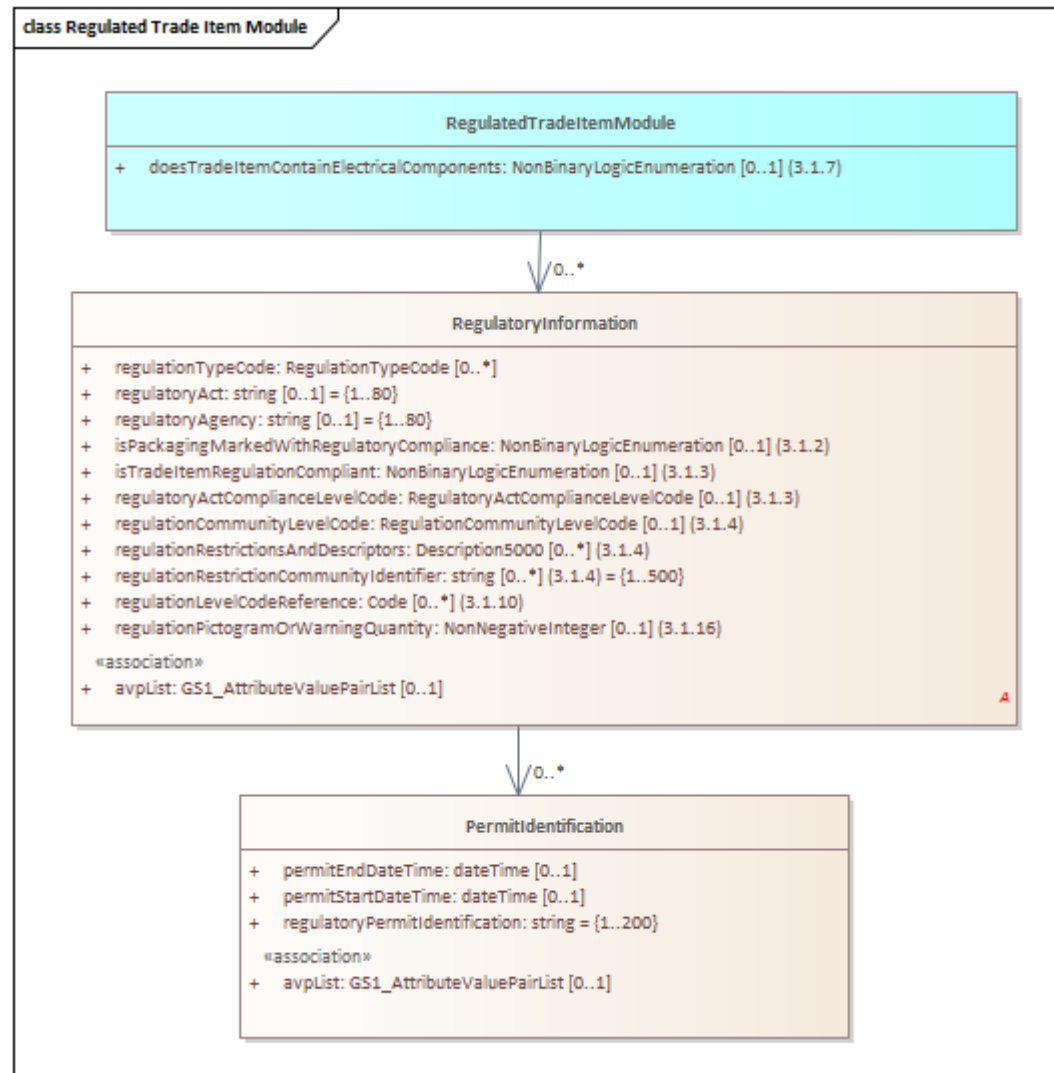 class Regulated Trade Item Module
RegulatedTradeItemModule
+ doesTradeItemContainElectricalComponents: NonBinaryLogicEnumeration [0..1] (3.1.7)
0..*
RegulatoryInformation
+ regulationTypeCode: RegulationTypeCode [0..*]
+ regulatoryAct: string [0..1] = {1..80}
+ regulatoryAgency: string [0..1] = {1..80}
+ isPackagingMarkedWithRegulatoryCompliance: NonBinaryLogicEnumeration [0..1] (3.1.2)
+ isTradeItemRegulationCompliant: NonBinaryLogicEnumeration [0..1] (3.1.3)
+ regulatoryActComplianceLevelCode: RegulatoryActComplianceLevelCode [0..1] (3.1.3)
+ regulationCommunityLevelCode: RegulationCommunityLevelCode [0..1] (3.1.4)
+ regulationRestrictionsAndDescriptors: Description5000 [0..*] (3.1.4)
+ regulationRestrictionCommunityIdentifier: string [0..*] (3.1.4) = {1..500}
+ regulationLevelCodeReference: Code [0..*] (3.1.10)
+ regulationPictogramOrWarningQuantity: NonNegativeInteger [0..1] (3.1.16)
«association»
+ avpList: GS1_AttributeValuePairList [0..1]
A
0..*
PermitIdentification
+ permitEndDateTime: dateTime [0..1]
+ permitStartDateTime: dateTime [0..1]
+ regulatoryPermitIdentification: string = {1..200}
«association»
+ avpList: GS1_AttributeValuePairList [0..1]